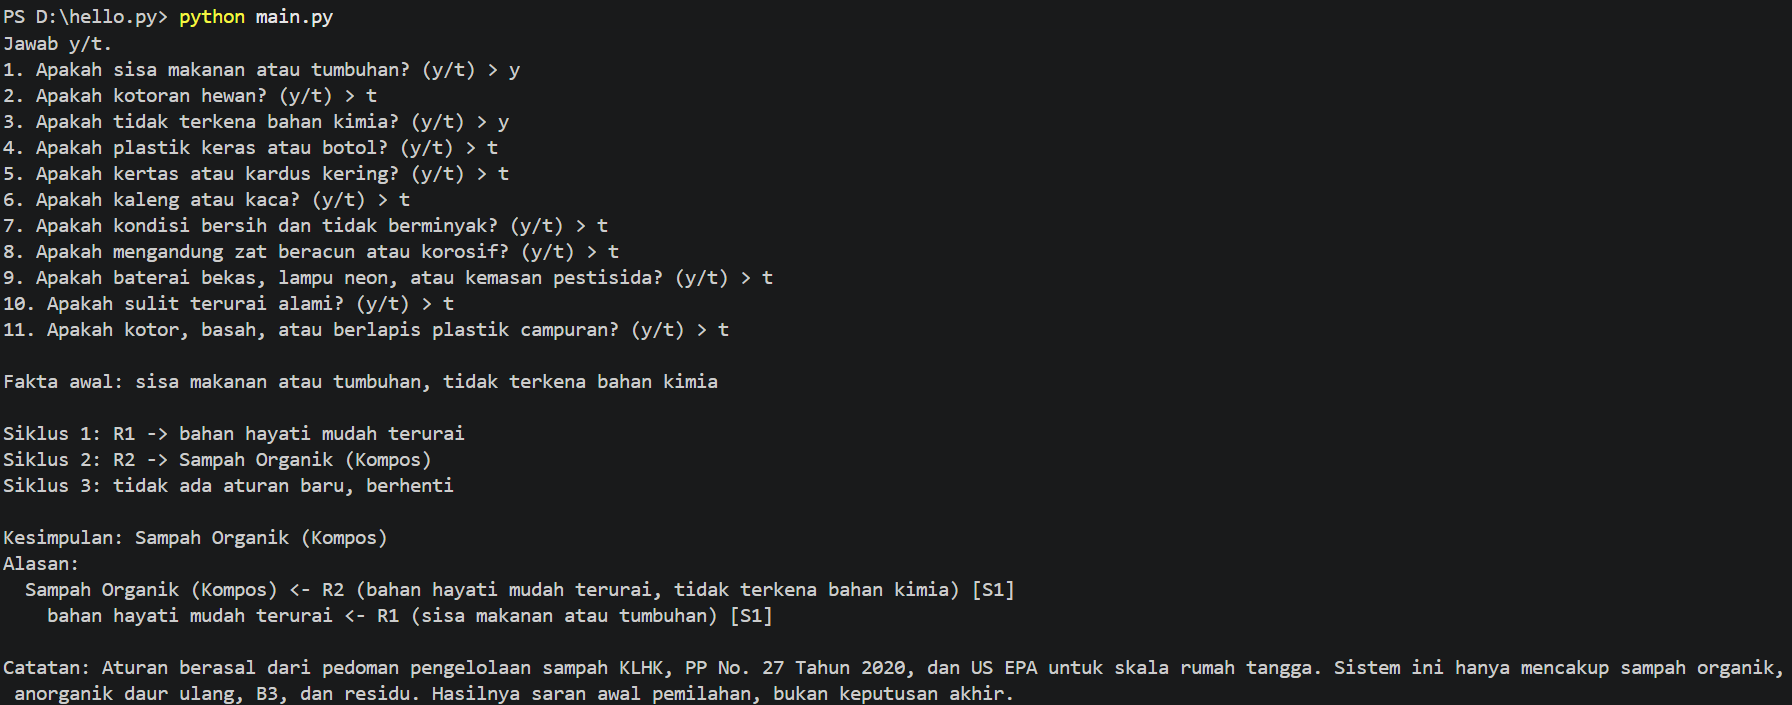 PS D:\hello.py> python main.py
Jawab y/t.
1. Apakah sisa makanan atau tumbuhan? (y/t) > y
2. Apakah kotoran hewan? (y/t) > t
3. Apakah tidak terkena bahan kimia? (y/t) > y
4. Apakah plastik keras atau botol? (y/t) > t
5. Apakah kertas atau kardus kering? (y/t) > t
6. Apakah kaleng atau kaca? (y/t) > t
7. Apakah kondisi bersih dan tidak berminyak? (y/t) > t
8. Apakah mengandung zat beracun atau korosif? (y/t) > t
9. Apakah baterai bekas, lampu neon, atau kemasan pestisida? (y/t) > t
10. Apakah sulit terurai alami? (y/t) > t
11. Apakah kotor, basah, atau berlapis plastik campuran? (y/t) > t
Fakta awal: sisa makanan atau tumbuhan, tidak terkena bahan kimia
Siklus 1: R1 -> bahan hayati mudah terurai
Siklus 2: R2 -> Sampah Organik (Kompos)
Siklus 3: tidak ada aturan baru, berhenti
Kesimpulan: Sampah Organik (Kompos)
Alasan:
  Sampah Organik (Kompos) <- R2 (bahan hayati mudah terurai, tidak terkena bahan kimia) [S1]
    bahan hayati mudah terurai <- R1 (sisa makanan atau tumbuhan) [S1]
Catatan: Aturan berasal dari pedoman pengelolaan sampah KLHK, PP No. 27 Tahun 2020, dan US EPA untuk skala rumah tangga. Sistem ini hanya mencakup sampah organik,
 anorganik daur ulang, B3, dan residu. Hasilnya saran awal pemilahan, bukan keputusan akhir.